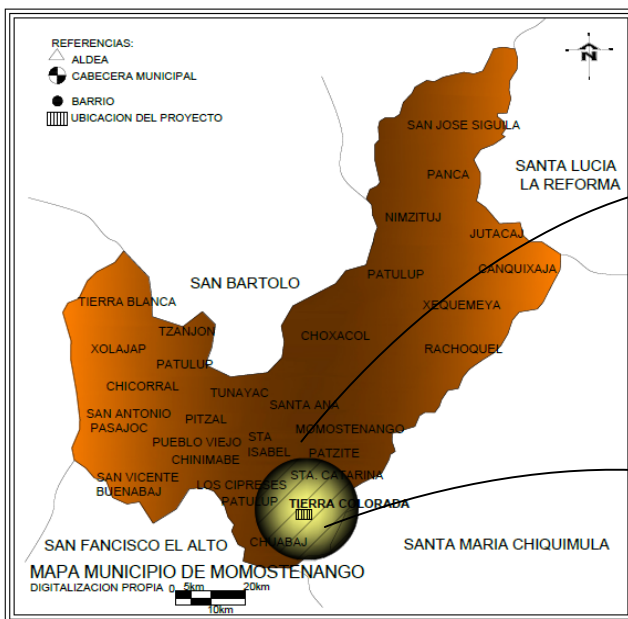 REFERENCIAS:
ALDEA
CABECERA MUNICIPAL
BARRIO
UBICACION DEL PROYECTO
N
SAN JOSE SIGUILA
SANTA LUCIA
LA REFORMA
PANCA
NIMZITUJ
JUTACAJ
CANQUIXAJA
PATULUP
SAN BARTOLO
TIERRA BLANCA
XEQUEMEYA
TZANJON
CHOXACOL
XOLAJAP
RACHOQUEL
PATULUP
CHICORRAL
TUNAYAC
SANTA ANA
SAN ANTONIO
PASAJOC
PITZAL
MOMOSTENANGO
PUEBLO VIEJO
STA
ISABEL
PATZITE
CHINIMABE
SAN VICENTE
BUENABAJ
STA. CATARINA
LOS CIPRESES
PATULUP
TIERRA COLORADA
CHUABAJ
SAN FANCISCO EL ALTO
SANTA MARIA CHIQUIMULA
MAPA MUNICIPIO DE MOMOSTENANGO
DIGITALIZACION PROPIA 0 5km 20km
10km